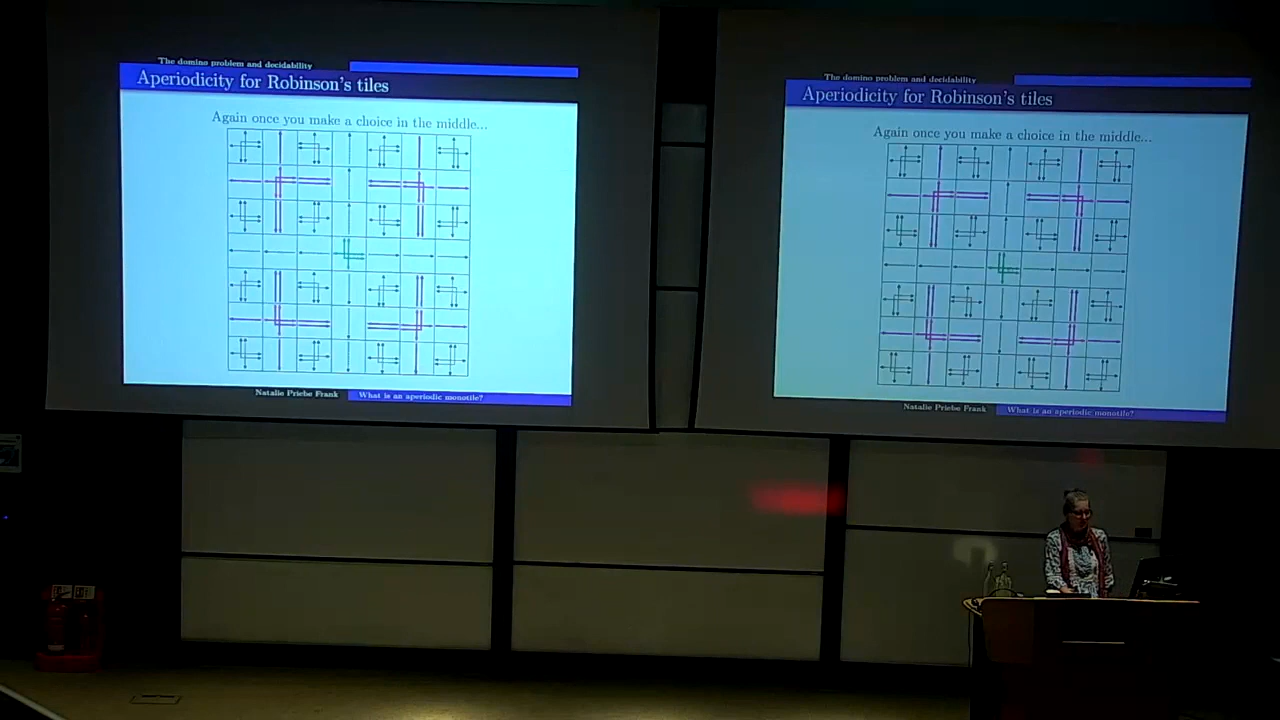 The domino problem and decidability
Aperiodicity for Robinson's tiles
Again once you make a choice in the middle...
Natalie Priebe Frank
What is an aperiodic monotile?
The domino problem and decidability
Aperiodicity for Robinson's tiles
Again once you make a choice in the middle...
Natalie Priebe Frank
What is an aperiodic monotile?